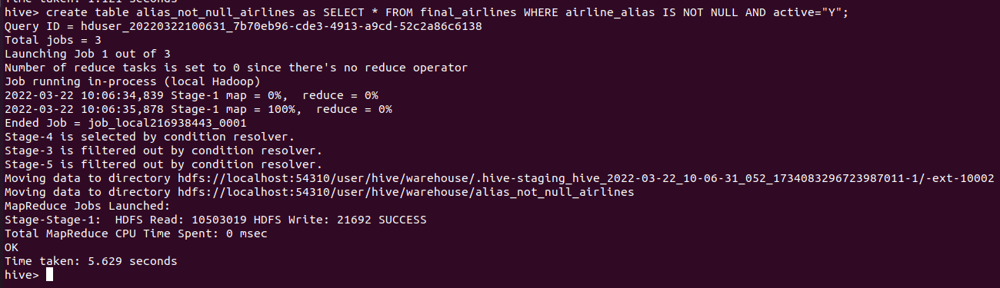 Time taken: 1.121 seconds
hive> create table alias_not_null_airlines as SELECT * FROM final_airlines WHERE airline_alias IS NOT NULL AND active="Y";
Query ID = hduser_20220322100631_7b70eb96-cde3-4913-a9cd-52c2a86c6138
Total jobs = 3
Launching Job 1 out of 3
Number of reduce tasks is set to 0 since there's no reduce operator
Job running in-process (local Hadoop)
2022-03-22 10:06:34,839 Stage-1 map = 0%,  reduce = 0%
2022-03-22 10:06:35,878 Stage-1 map = 100%,  reduce = 0%
Ended Job = job_local216938443_0001
Stage-4 is selected by condition resolver.
Stage-3 is filtered out by condition resolver.
Stage-5 is filtered out by condition resolver.
Moving data to directory hdfs://localhost:54310/user/hive/warehouse/.hive-staging_hive_2022-03-22_10-06-31_052_1734083296723987011-1/-ext-10002
Moving data to directory hdfs://localhost:54310/user/hive/warehouse/alias_not_null_airlines
MapReduce Jobs Launched:
Stage-Stage-1:  HDFS Read: 10503019 HDFS Write: 21692 SUCCESS
Total MapReduce CPU Time Spent: 0 msec
OK
Time taken: 5.629 seconds
hive>